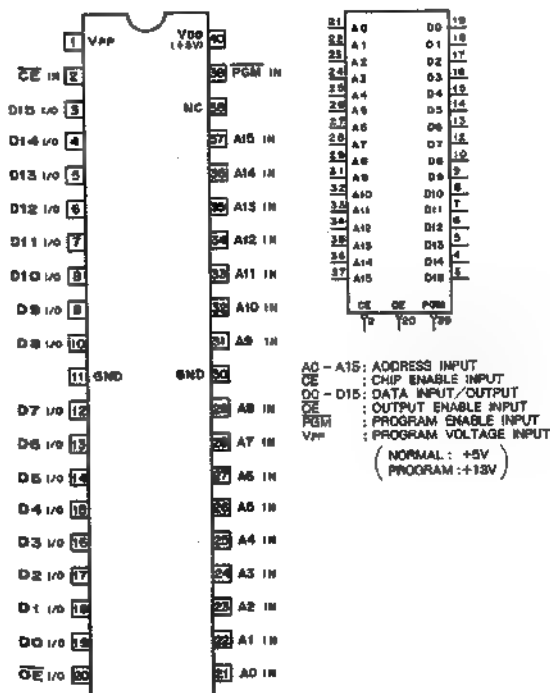 1 VPP VDD (+5V) 40
CE IN 2 39 PGM IN
D15 I/O 3 NC 38
D14 I/O 4 37 A15 IN
D13 I/O 5 36 A14 IN
D12 I/O 6 35 A13 IN
D11 I/O 7 34 A12 IN
D10 I/O 8 33 A11 IN
D9 I/O 9 32 A10 IN
D8 I/O 10 31 A9 IN
11 GND GND 30
D7 I/O 12 29 A8 IN
D6 I/O 13 28 A7 IN
D5 I/O 14 27 A6 IN
D4 I/O 15 26 A5 IN
D3 I/O 16 25 A4 IN
D2 I/O 17 24 A3 IN
D1 I/O 18 23 A2 IN
D0 I/O 19 22 A1 IN
OE I/O 20 21 A0 IN
21 A0 D0 19
22 A1 D1 18
23 A2 D2 17
24 A3 D3 16
25 A4 D4 15
26 A5 D5 14
27 A6 D6 13
28 A7 D7 12
29 A8 D8 10
31 A9 D9 9
32 A10 D10 8
33 A11 D11 7
34 A12 D12 6
35 A13 D13 5
36 A14 D14 4
37 A15 D15 3
CE OE PGM
2 20 39
A0 - A15 : ADDRESS INPUT
CE : CHIP ENABLE INPUT
D0 - D15 : DATA INPUT/OUTPUT
OE : OUTPUT ENABLE INPUT
PGM : PROGRAM ENABLE INPUT
VPP : PROGRAM VOLTAGE INPUT
( NORMAL : +5V
PROGRAM : +13V )